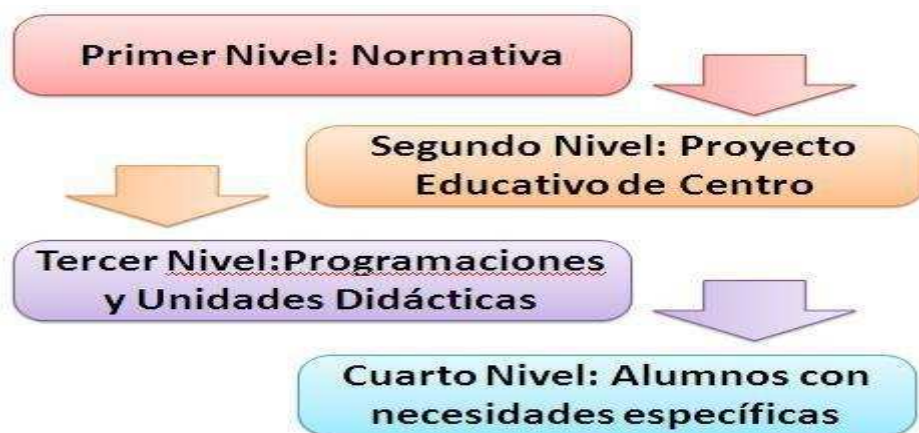 Primer Nivel: Normativa
Segundo Nivel: Proyecto
Educativo de Centro
Tercer Nivel:Programaciones
y Unidades Didácticas
Cuarto Nivel: Alumnos con
necesidades específicas